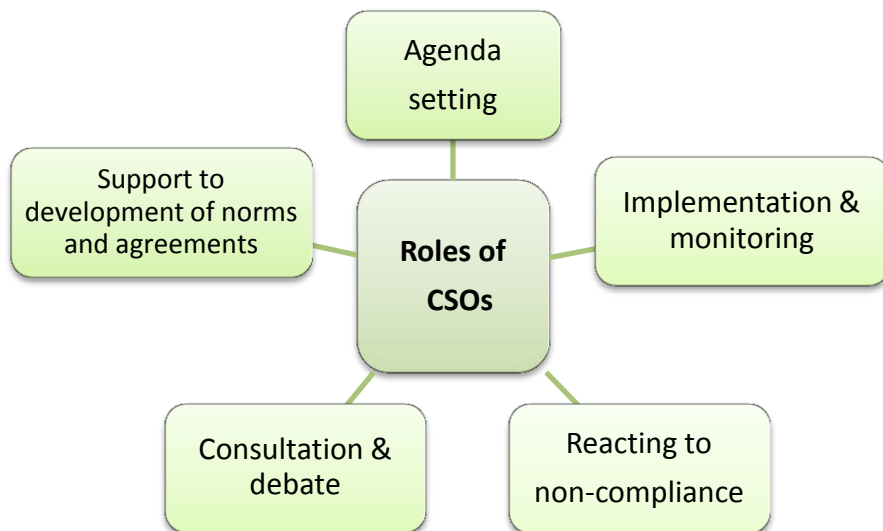 Agenda
setting
Support to
development of norms
and agreements
Implementation &
monitoring
Roles of
CSOs
Consultation &
debate
Reacting to
non-compliance